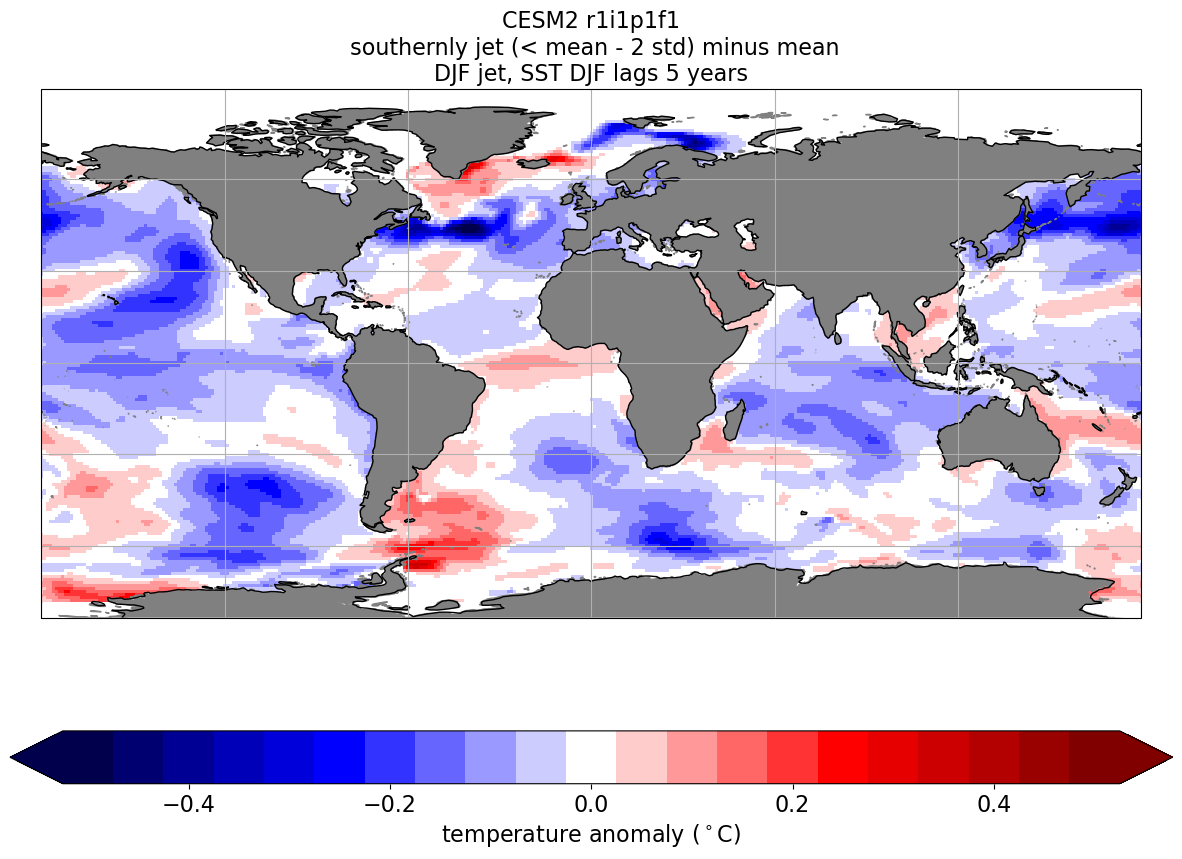 CESM2 r1i1p1f1
southernly jet (< mean - 2 std) minus mean
DJF jet, SST DJF lags 5 years
−0.4 −0.2 0.0 0.2 0.4
temperature anomaly (°C)